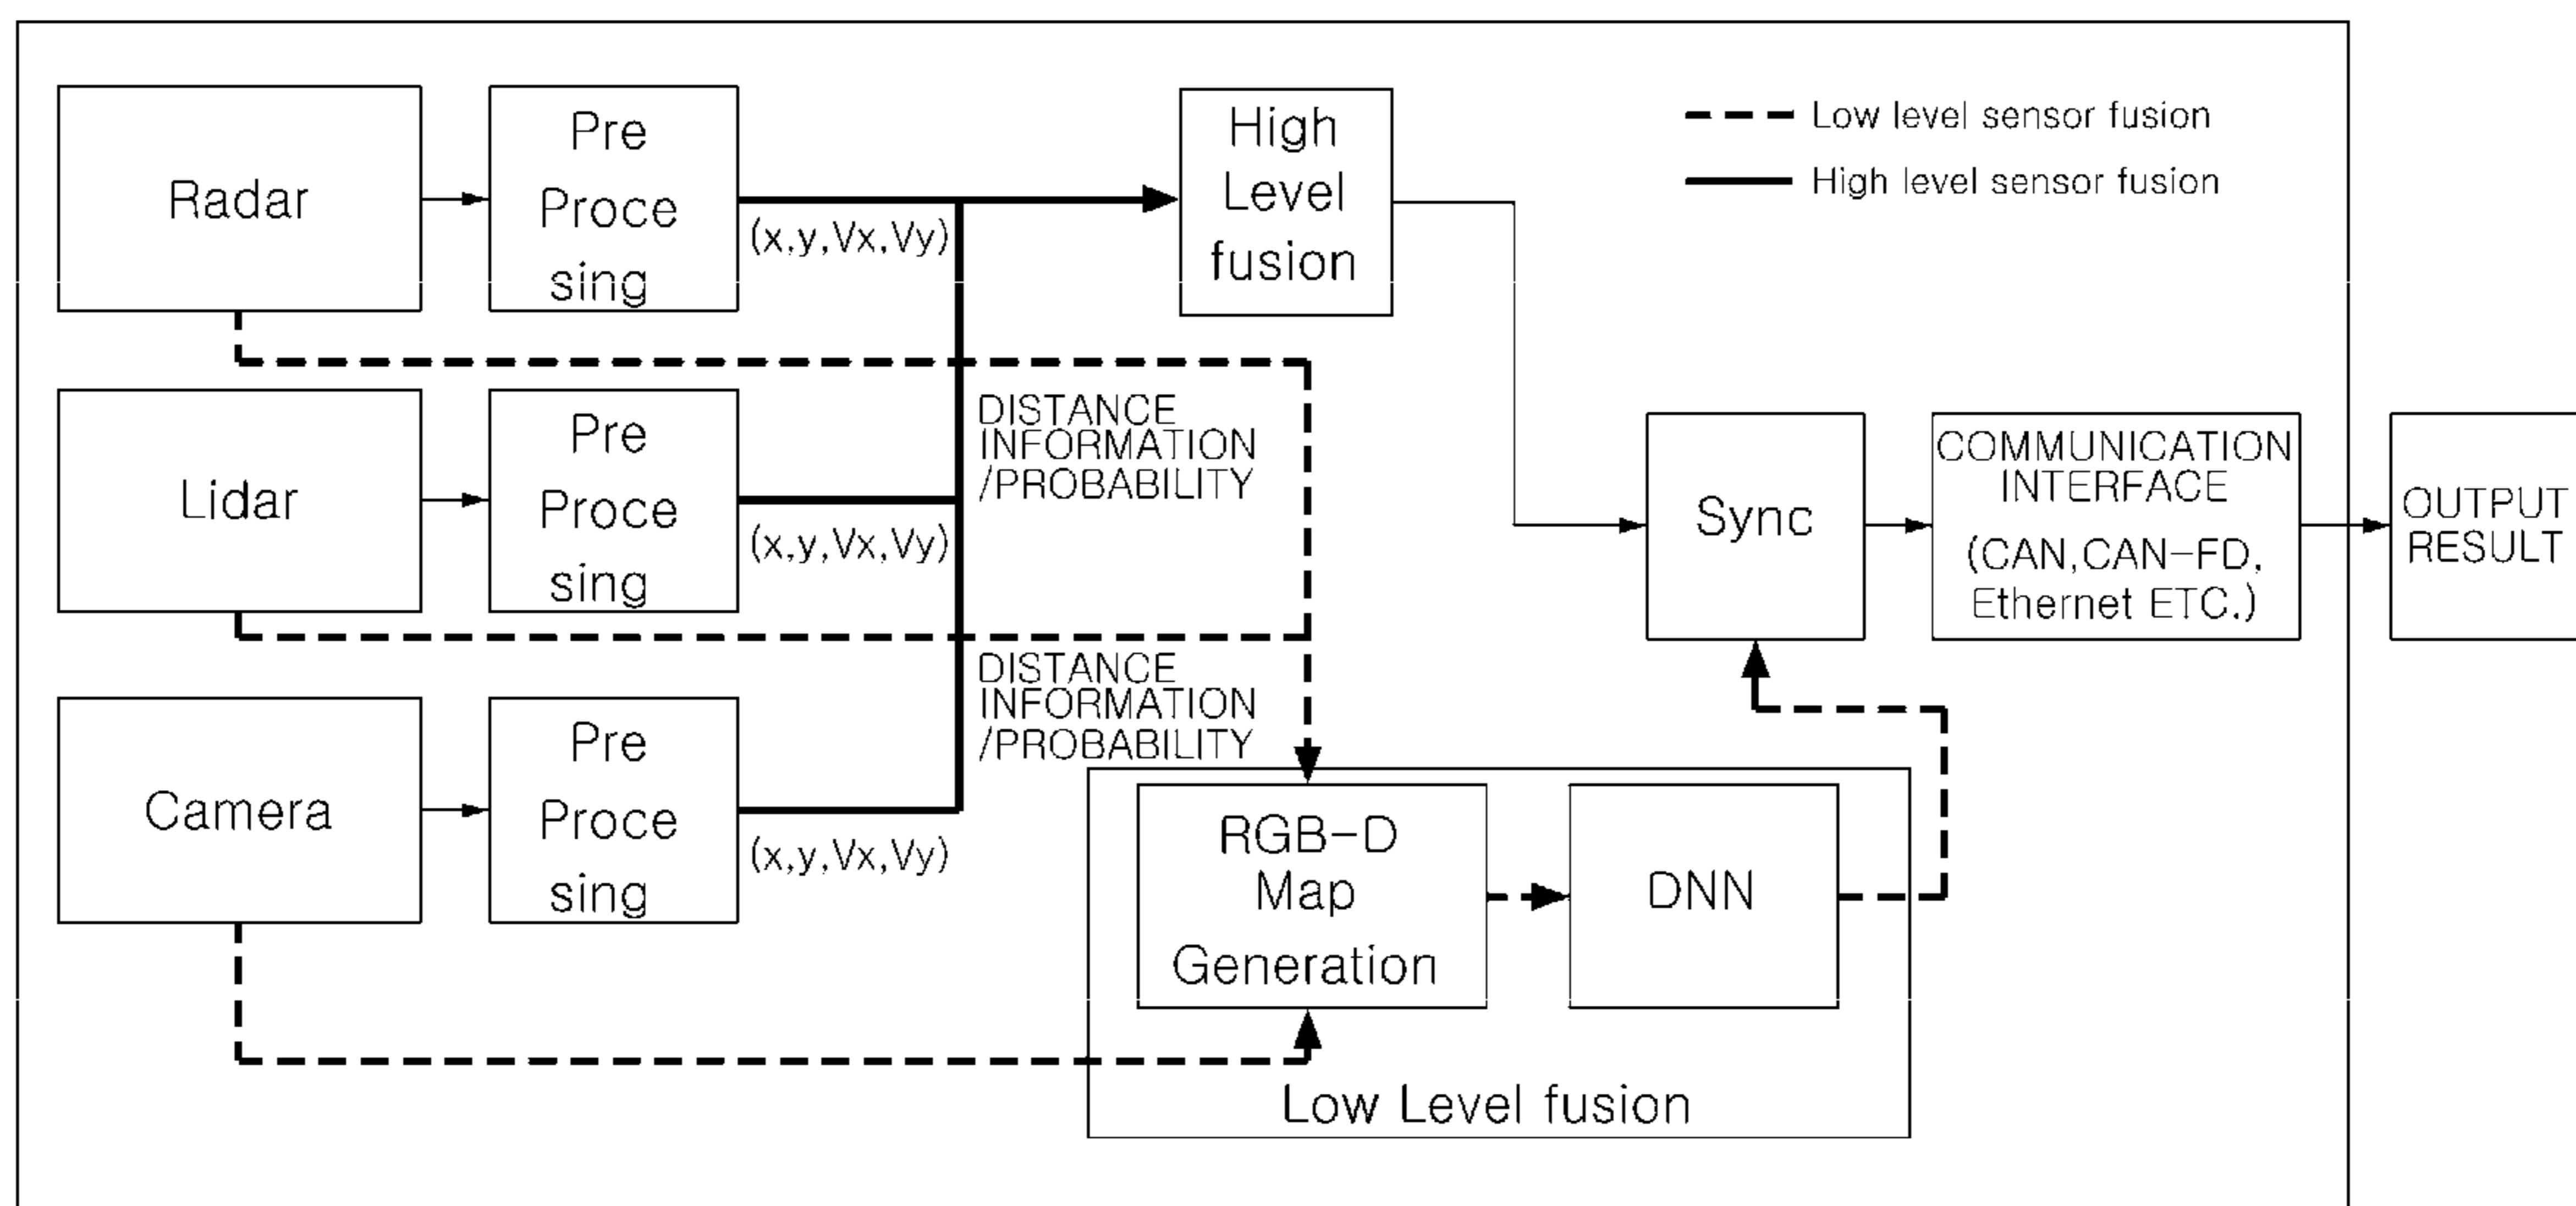 Radar
Pre
Proce
sing
(x,y,Vx,Vy)
High
Level
fusion
Low level sensor fusion
High level sensor fusion
Lidar
Pre
Proce
sing
(x,y,Vx,Vy)
DISTANCE
INFORMATION
/PROBABILITY
Sync
COMMUNICATION
INTERFACE
(CAN,CAN-FD,
Ethernet ETC.)
OUTPUT
RESULT
Camera
Pre
Proce
sing
(x,y,Vx,Vy)
DISTANCE
INFORMATION
/PROBABILITY
RGB-D
Map
Generation
DNN
Low Level fusion